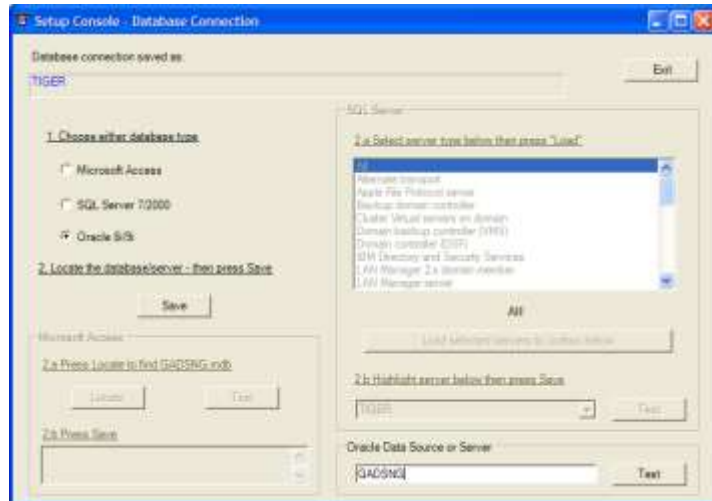 Setup Console - Database Connection
Database connection saved as:
TIGER
Exit
1. Choose either database type
Microsoft Access
SQL Server 7/2000
Oracle 8i/9i
2. Locate the database/server - then press Save
Save
Microsoft Access
2.a Press Locate to find GADSNG.mdb
Locate
Test
2.b Press Save
SQL Server
2.a Select server type below then press "Load"
All
Alternate transport
Apple File Protocol server
Backup domain controller
Cluster Virtual servers on domain
Domain backup controller (VMS)
Domain controller
IBM Directory and Security Services
LAN Manager 2.x domain member
LAN Manager server
All
Load selected servers to combo below
2.b Highlight server below then press Save
TIGER
Test
Oracle Data Source or Server
GADSNG
Test